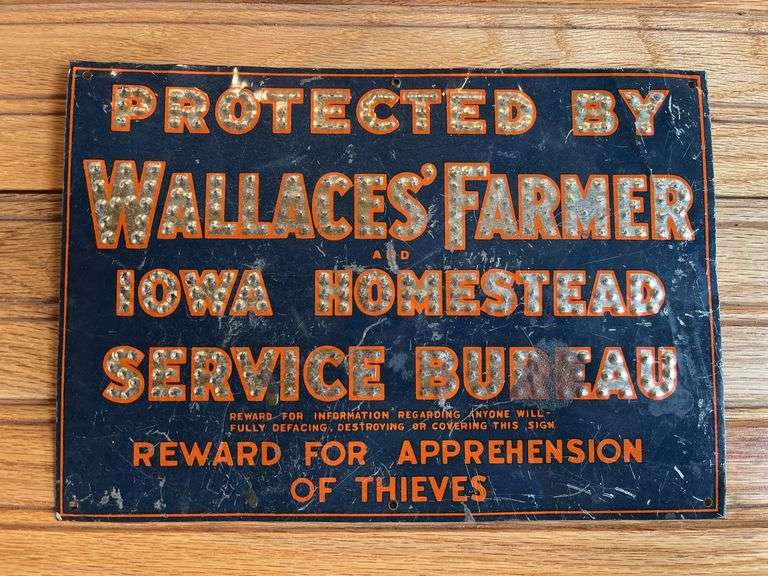 PROTECTED BY
WALLACES' FARMER
AND
IOWA HOMESTEAD
SERVICE BUREAU
REWARD FOR INFORMATION REGARDING ANYONE WILL-
FULLY DEFACING, DESTROYING OR COVERING THIS SIGN
REWARD FOR APPREHENSION
OF THIEVES